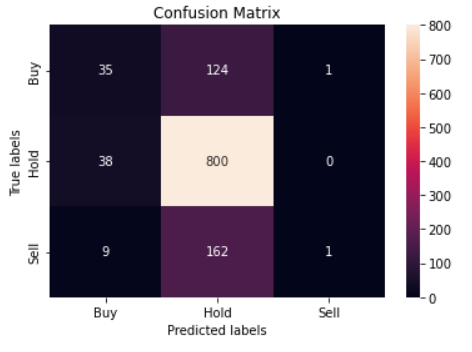 Confusion Matrix
True labels
Buy
35 124 1
Hold
38 800 0
Sell
9 162 1
Buy Hold Sell
Predicted labels
800
700
600
500
400
300
200
100
0